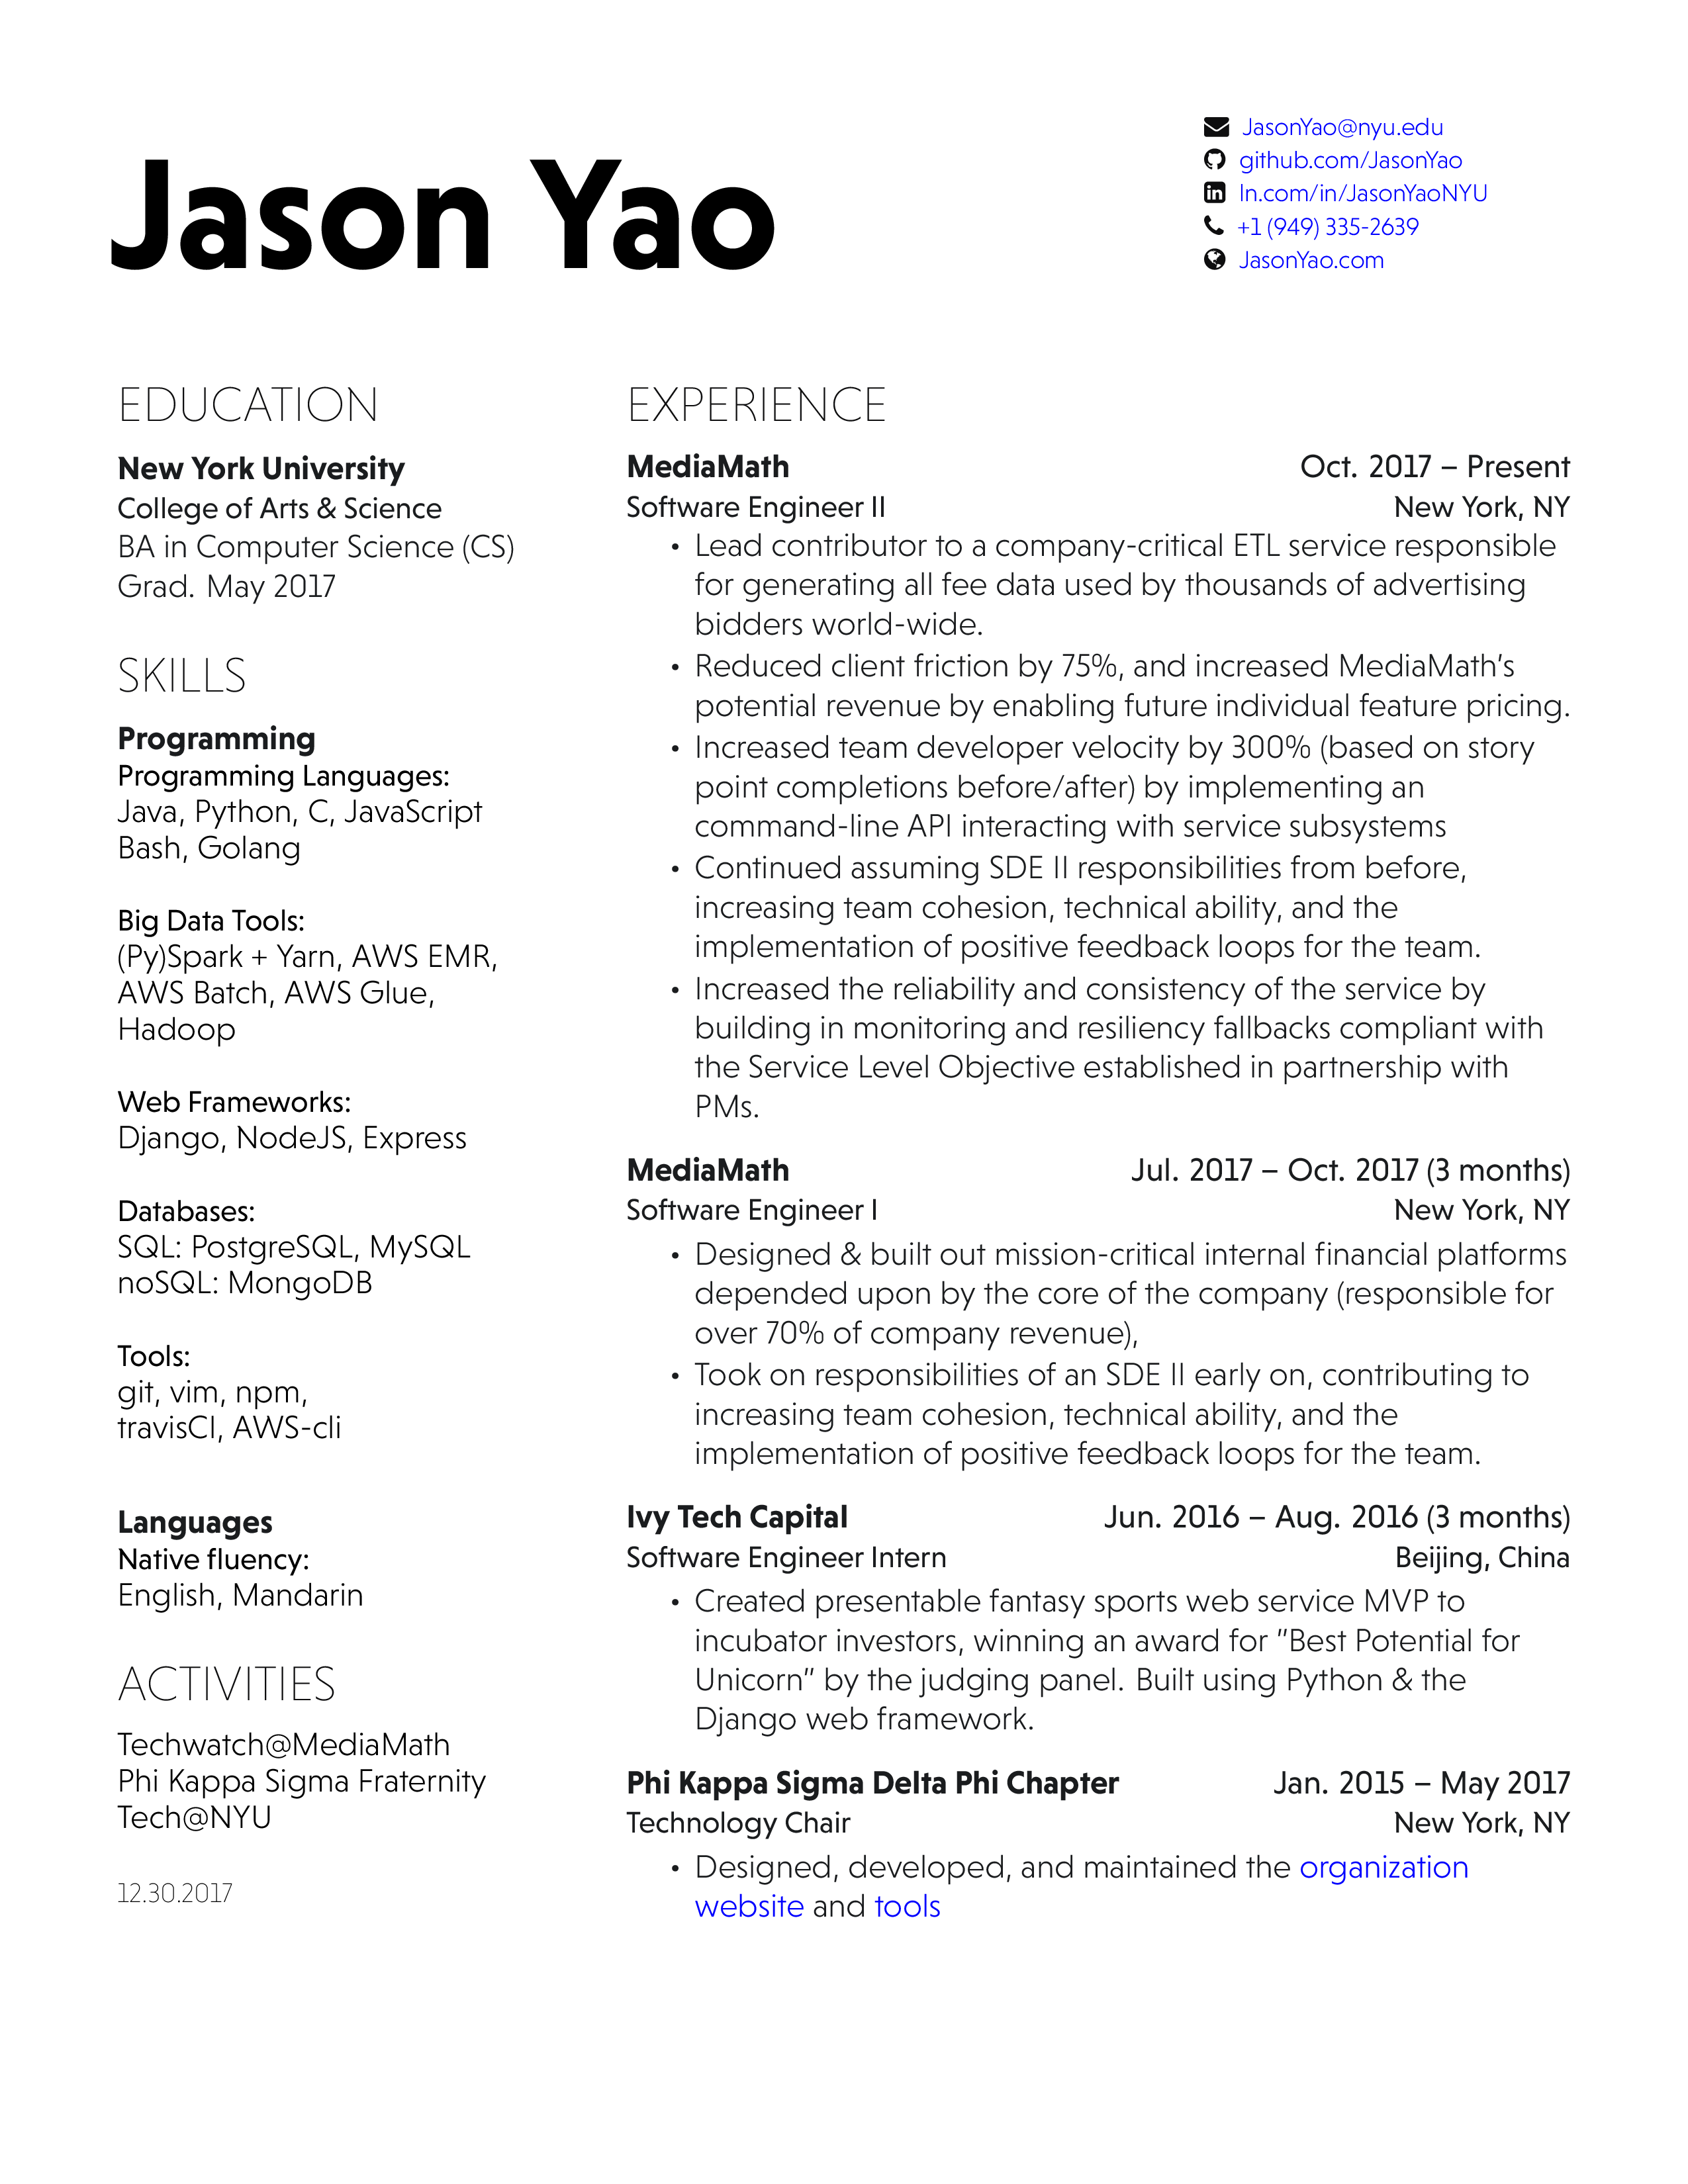 Jason Yao
JasonYao@nyu.edu
github.com/JasonYao
In.com/in/JasonYaoNYU
+1 (949) 335-2639
JasonYao.com
EDUCATION
New York University
College of Arts & Science
BA in Computer Science (CS)
Grad. May 2017
SKILLS
Programming
Programming Languages:
Java, Python, C, JavaScript
Bash, Golang
Big Data Tools:
(Py)Spark + Yarn, AWS EMR,
AWS Batch, AWS Glue,
Hadoop
Web Frameworks:
Django, NodeJS, Express
Databases:
SQL: PostgreSQL, MySQL
noSQL: MongoDB
Tools:
git, vim, npm,
travisCI, AWS-cli
Languages
Native fluency:
English, Mandarin
ACTIVITIES
Techwatch@MediaMath
Phi Kappa Sigma Fraternity
Tech@NYU
12.30.2017
EXPERIENCE
MediaMath Oct. 2017 – Present
Software Engineer II New York, NY
• Lead contributor to a company-critical ETL service responsible
for generating all fee data used by thousands of advertising
bidders world-wide.
• Reduced client friction by 75%, and increased MediaMath's
potential revenue by enabling future individual feature pricing.
• Increased team developer velocity by 300% (based on story
point completions before/after) by implementing an
command-line API interacting with service subsystems
• Continued assuming SDE II responsibilities from before,
increasing team cohesion, technical ability, and the
implementation of positive feedback loops for the team.
• Increased the reliability and consistency of the service by
building in monitoring and resiliency fallbacks compliant with
the Service Level Objective established in partnership with
PMs.
MediaMath Jul. 2017 – Oct. 2017 (3 months)
Software Engineer I New York, NY
• Designed & built out mission-critical internal financial platforms
depended upon by the core of the company (responsible for
over 70% of company revenue),
• Took on responsibilities of an SDE II early on, contributing to
increasing team cohesion, technical ability, and the
implementation of positive feedback loops for the team.
Ivy Tech Capital Jun. 2016 – Aug. 2016 (3 months)
Software Engineer Intern Beijing, China
• Created presentable fantasy sports web service MVP to
incubator investors, winning an award for "Best Potential for
Unicorn" by the judging panel. Built using Python & the
Django web framework.
Phi Kappa Sigma Delta Phi Chapter Jan. 2015 – May 2017
Technology Chair New York, NY
• Designed, developed, and maintained the organization
website and tools